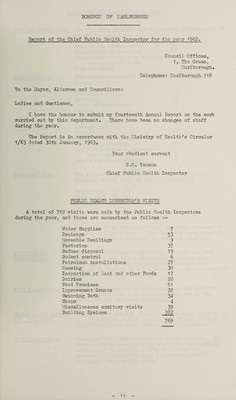 BOROUGH OF MARLBOROUGH
Report of the Chief Public Health Inspector for the year 1962.
Council Offices,
1, The Green,
Marlborough.
Telephone: Marlborough 118
To the Mayor, Aldermen and Councillors:
Ladies and Gentlemen,
I have the honour to submit my fourteenth Annual Report on the work
carried out by this department. There have been no changes of staff
during the year.
The Report is in accordance with the Ministry of Health's Circular
1/63 dated 30th January, 1963.
Your obedient servant
Chief Public Health Inspector
PUBLIC HEALTH INSPECTOR'S VISITS
A total of 769 visits were made by the Public Health Inspectors
during the year, and these are summarised as follows :-
Water Supplies 7
Drainage 53
Moveable Dwellings 9
Factories 37
Refuse disposal 19
Rodent control 6
Petroleum installations 27
Housing 30
Inspection of Meat and other Foods 17
Dairies 22
Food Premises 61
Improvement Grants 32
Swimming Bath 34
Shops 4
Miscellaneous sanitary visits 39
Building Byelaws 372
769
- 11 -